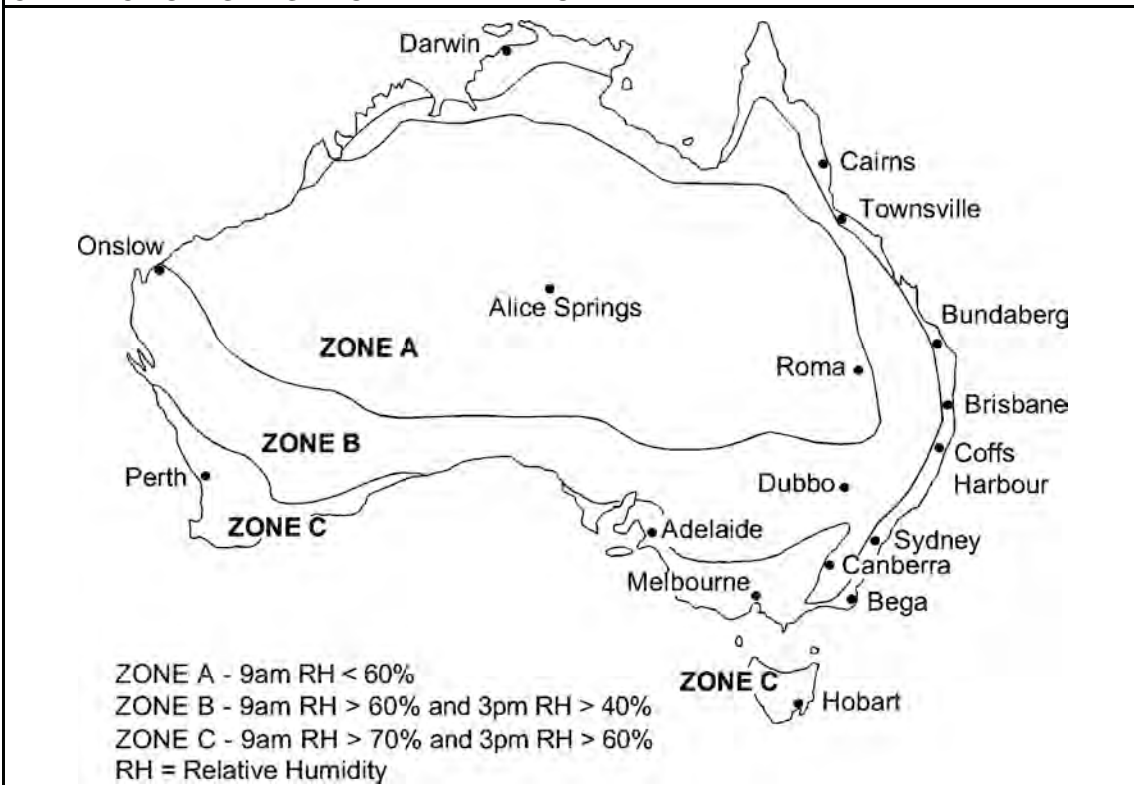 Darwin
Cairns
Townsville
Onslow
Alice Springs
Bundaberg
ZONE A
Roma
Brisbane
ZONE B
Coffs
Harbour
Perth
Dubbo
ZONE C
Adelaide
Sydney
Canberra
Melbourne
Bega
ZONE C
Hobart
ZONE A - 9am RH < 60%
ZONE B - 9am RH > 60% and 3pm RH > 40%
ZONE C - 9am RH > 70% and 3pm RH > 60%
RH = Relative Humidity